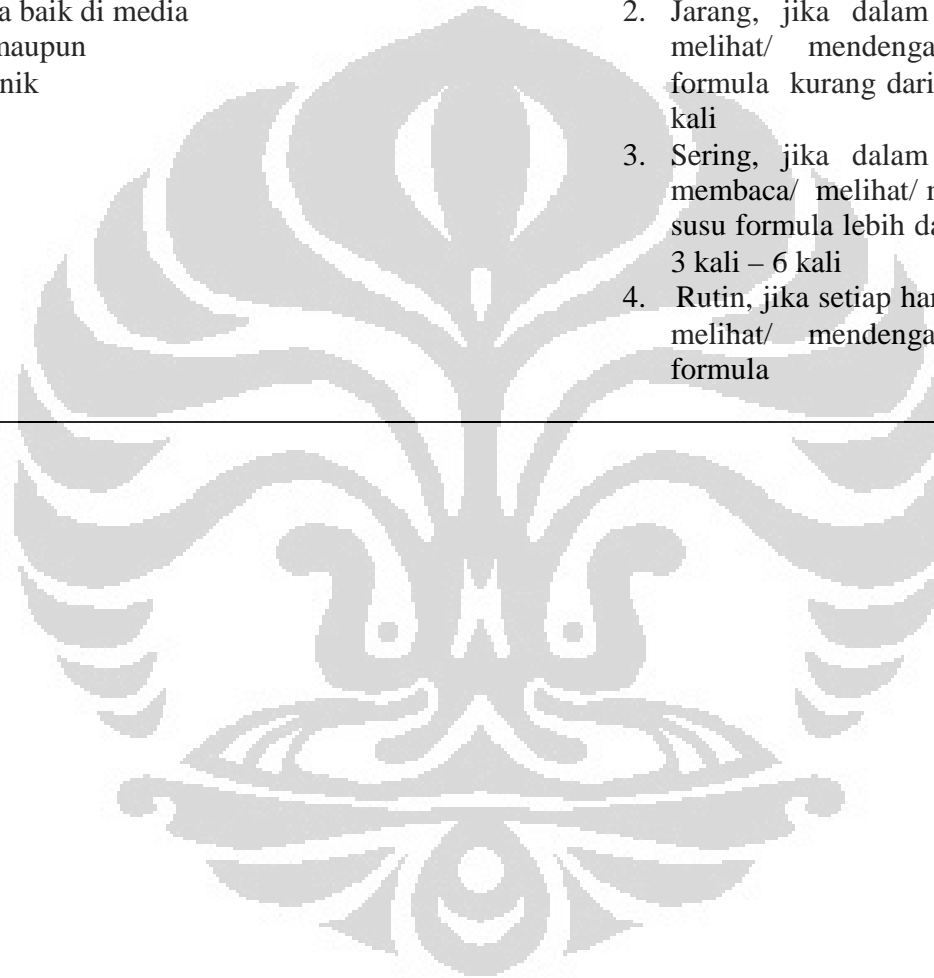 a baik di media
maupun
nik
2. Jarang, jika dalam
melihat/ mendenga
formula kurang dari
kali
3. Sering, jika dalam
membaca/ melihat/
susu formula lebih da
3 kali – 6 kali
4. Rutin, jika setiap har
melihat/ mendenga
formula